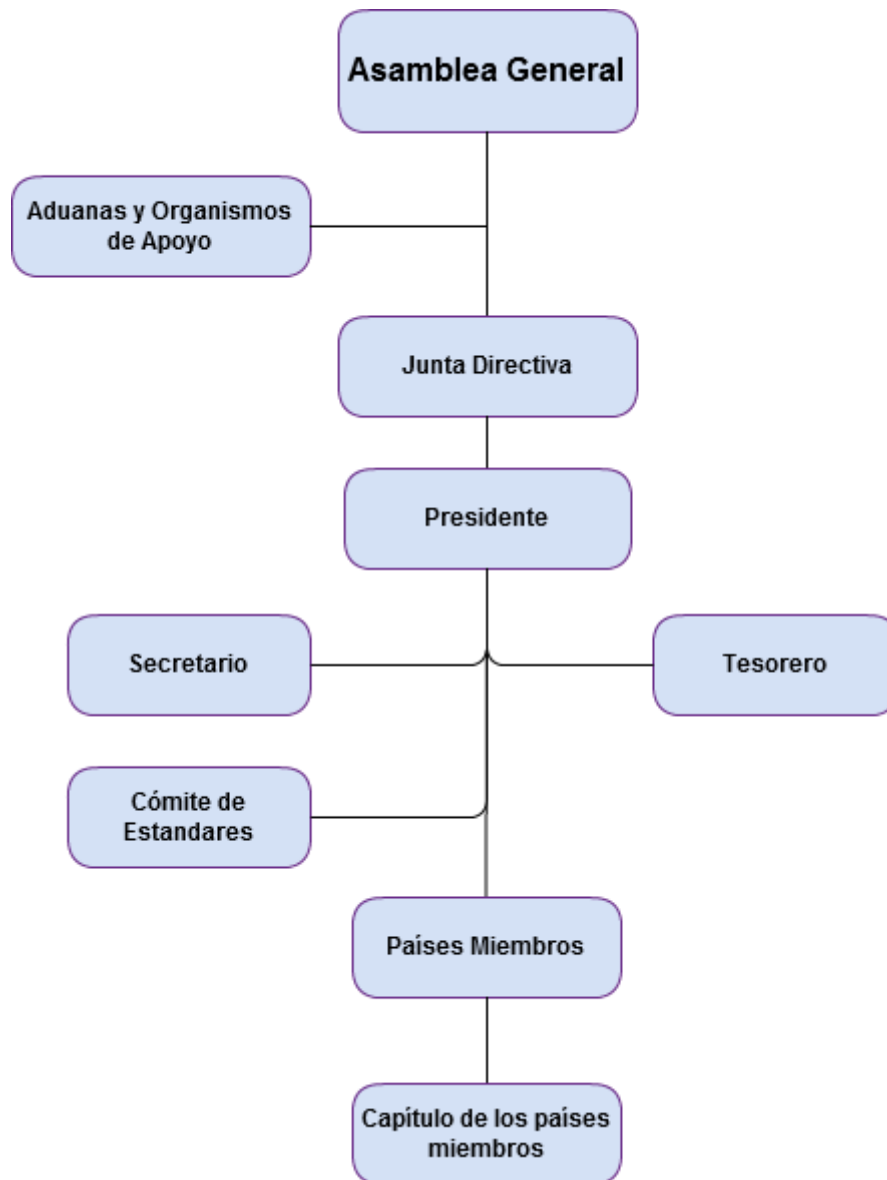 Asamblea General
Aduanas y Organismos
de Apoyo
Junta Directiva
Presidente
Secretario
Tesorero
Cómite de
Estandares
Países Miembros
Capítulo de los países
miembros